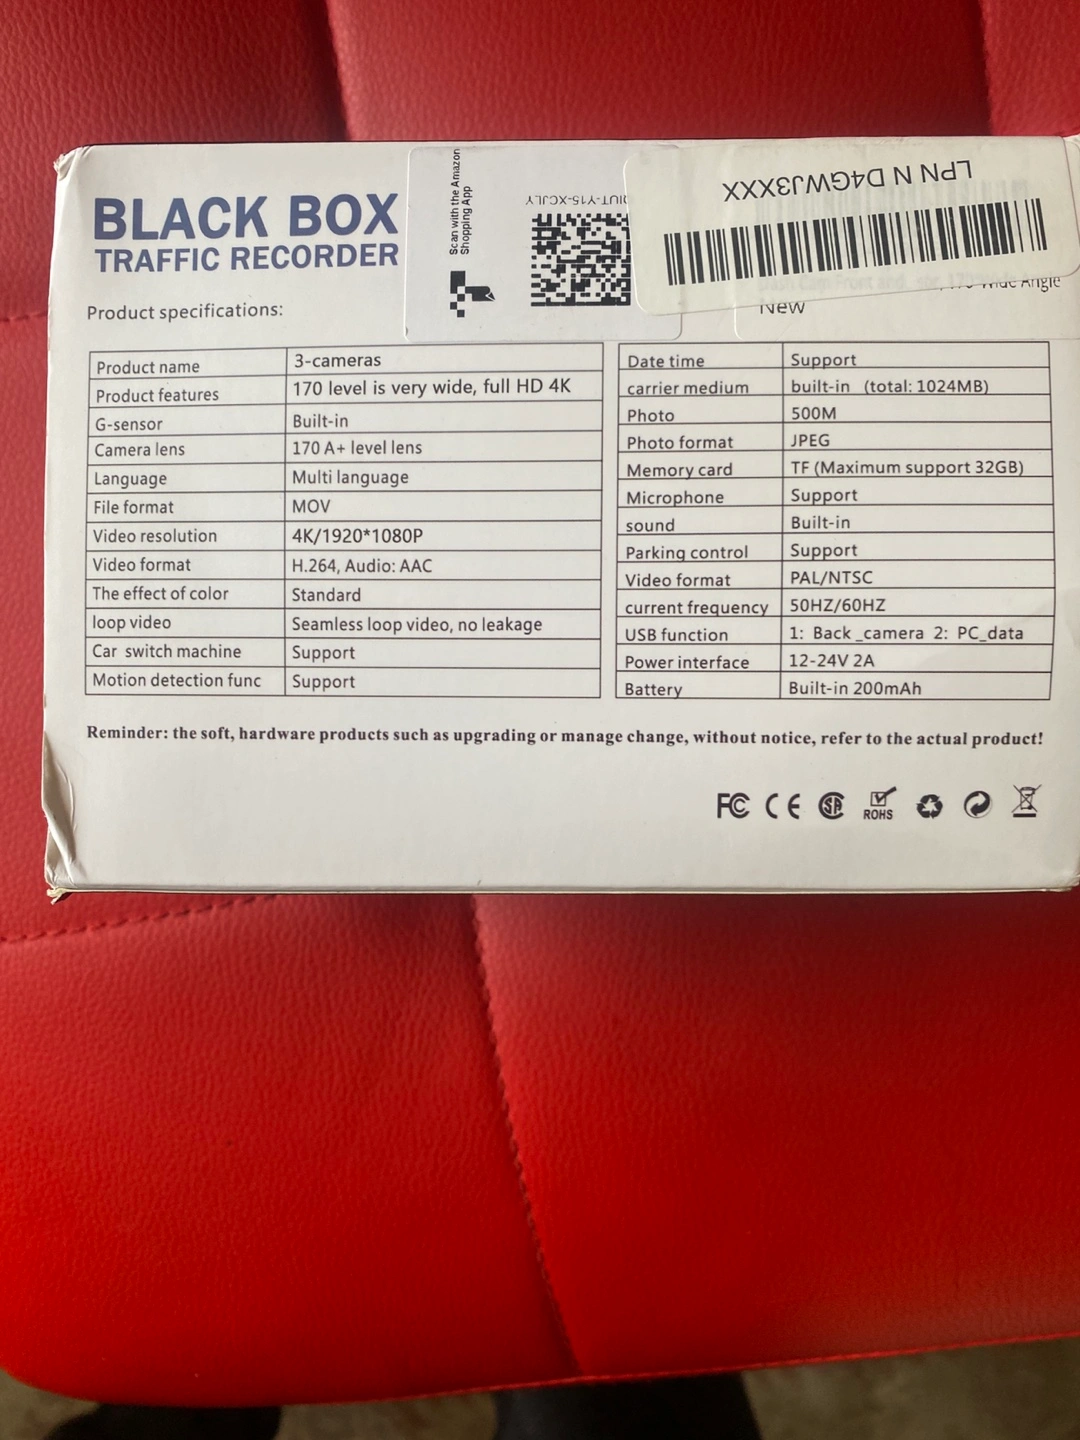 BLACK BOX
TRAFFIC RECORDER
Scan with the Amazon
Shopping App
LPN N D4GWJ3XXX
170 Wide Angle
New
Product specifications:
Product name 3-cameras
Product features 170 level is very wide, full HD 4K
G-sensor Built-in
Camera lens 170 A+ level lens
Language Multi language
File format MOV
Video resolution 4K/1920*1080P
Video format H.264, Audio: AAC
The effect of color Standard
loop video Seamless loop video, no leakage
Car switch machine Support
Motion detection func Support
Date time Support
carrier medium built-in (total: 1024MB)
Photo 500M
Photo format JPEG
Memory card TF (Maximum support 32GB)
Microphone Support
sound Built-in
Parking control Support
Video format PAL/NTSC
current frequency 50HZ/60HZ
USB function 1: Back_camera 2: PC_data
Power interface 12-24V 2A
Battery Built-in 200mAh
Reminder: the soft, hardware products such as upgrading or manage change, without notice, refer to the actual product!
FC CE SA ROHS